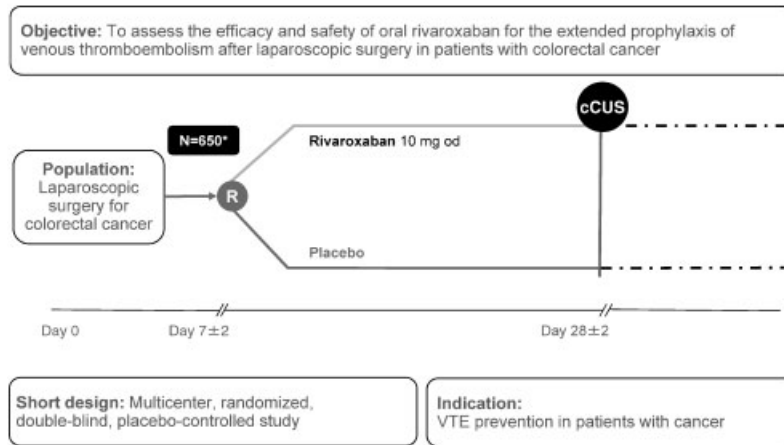 Objective: To assess the efficacy and safety of oral rivaroxaban for the extended prophylaxis of
venous thromboembolism after laparoscopic surgery in patients with colorectal cancer
cCUS
N=650*
Rivaroxaban 10 mg od
Population:
Laparoscopic
surgery for
colorectal cancer
R
Placebo
Day 0
Day 7±2
Day 28±2
Short design: Multicenter, randomized,
double-blind, placebo-controlled study
Indication:
VTE prevention in patients with cancer